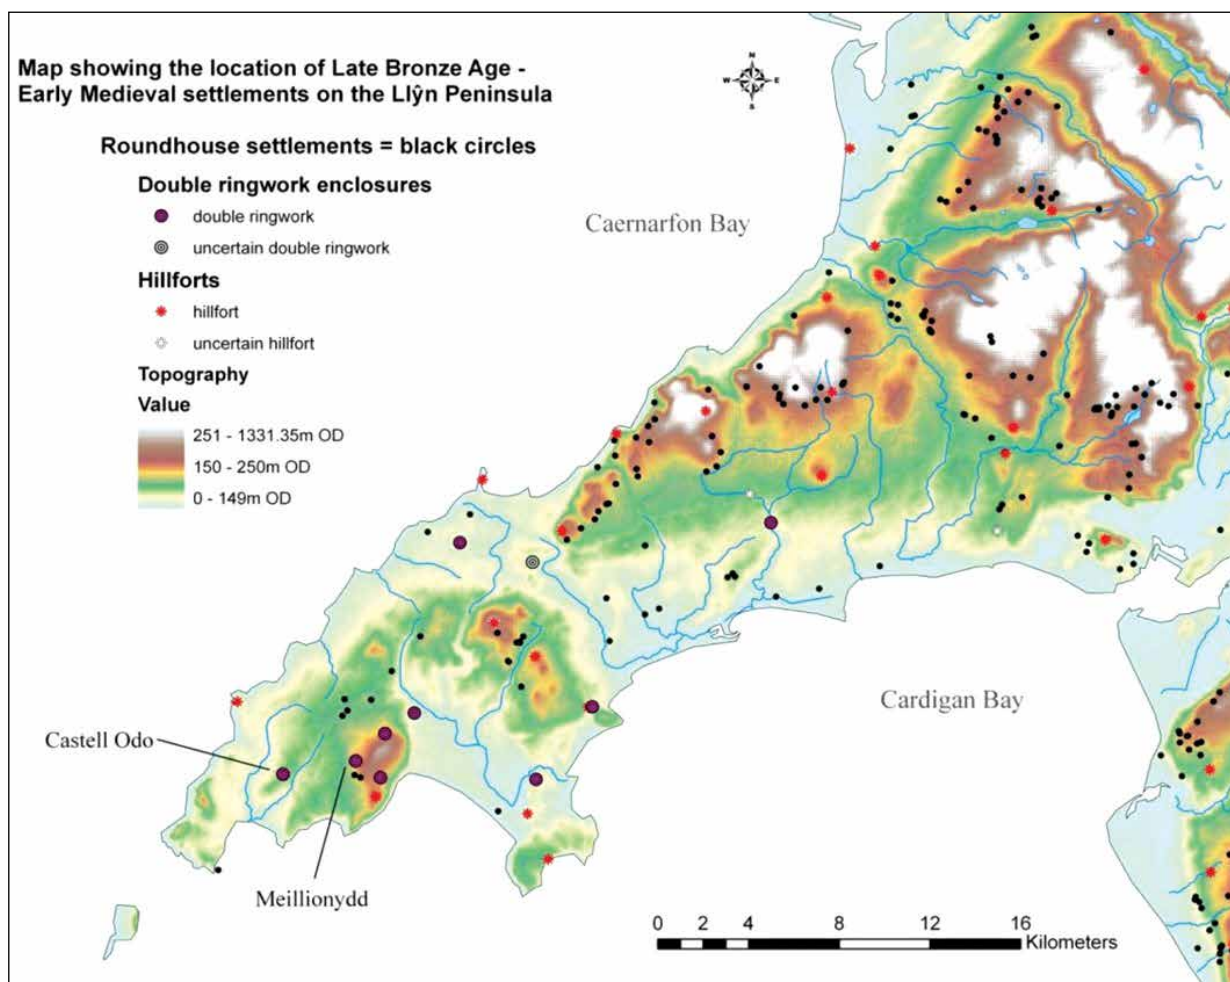 Map showing the location of Late Bronze Age -
Early Medieval settlements on the Llŷn Peninsula
Roundhouse settlements = black circles
Double ringwork enclosures
double ringwork
uncertain double ringwork
Hillforts
hillfort
uncertain hillfort
Topography
Value
251 - 1331.35m OD
150 - 250m OD
0 - 149m OD
N
W E
S
Caernarfon Bay
Cardigan Bay
Castell Odo
Meillionydd
0 2 4 8 12 16
Kilometers